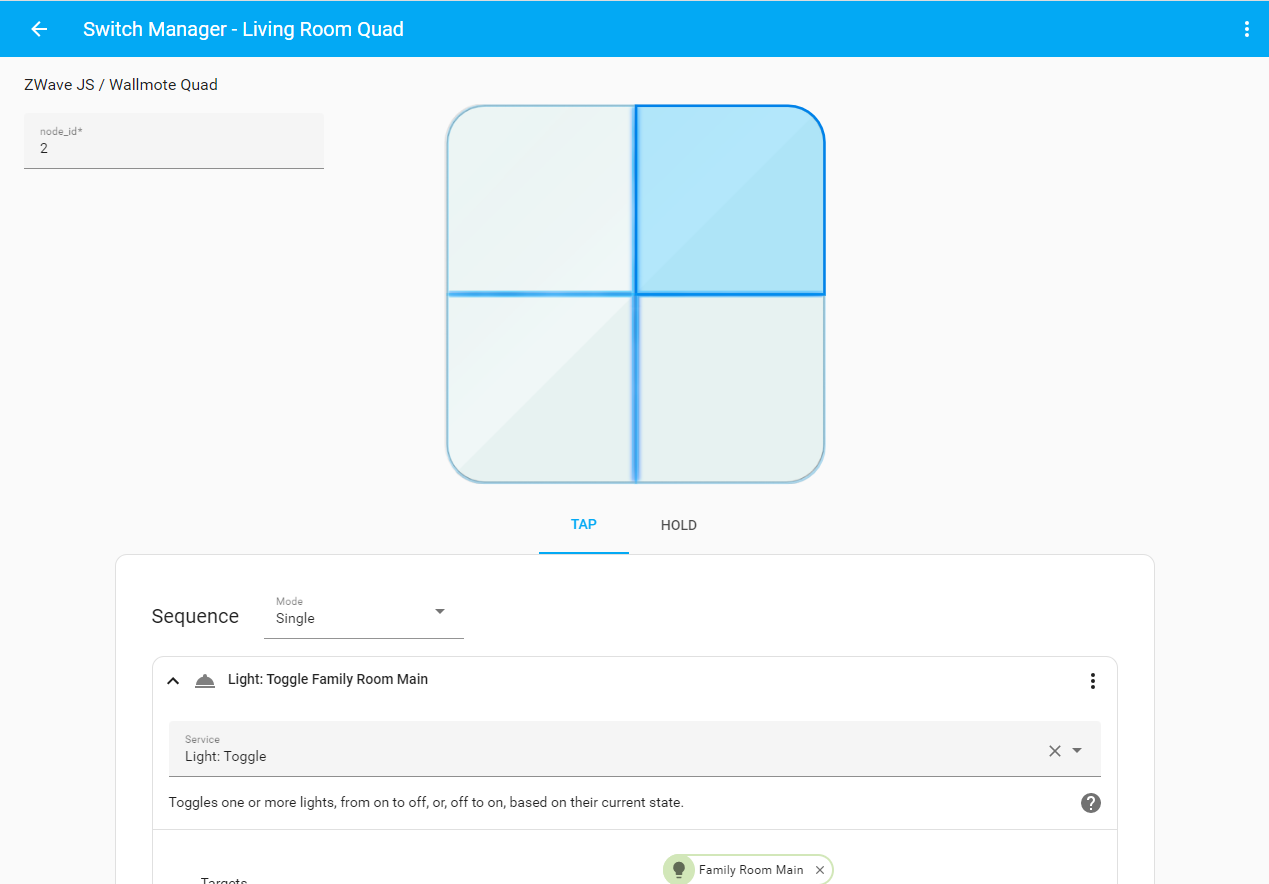 Switch Manager - Living Room Quad
ZWave JS / Wallmote Quad
node_id*
2
TAP HOLD
Sequence
Mode
Single
Light: Toggle Family Room Main
Service
Light: Toggle
Toggles one or more lights, from on to off, or, off to on, based on their current state.
?
Family Room Main
Targets